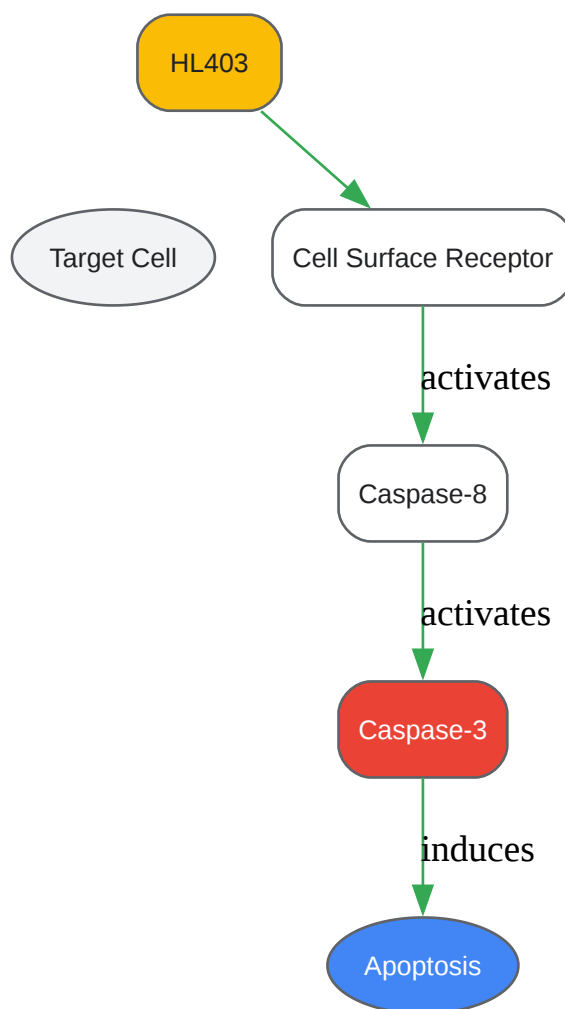 HL403
Target Cell
Cell Surface Receptor
activates
Caspase-8
activates
Caspase-3
induces
Apoptosis